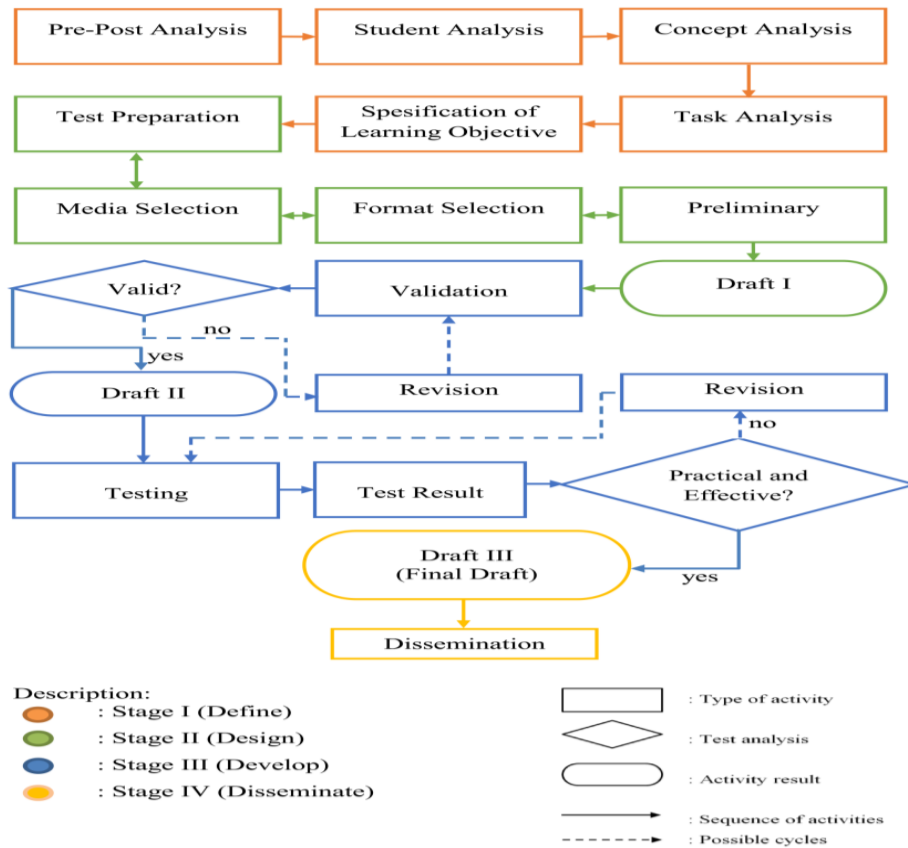 Pre-Post Analysis
Student Analysis
Concept Analysis
Test Preparation
Spesification of
Learning Objective
Task Analysis
Media Selection
Format Selection
Preliminary
Valid?
Validation
Draft I
no
yes
Draft II
Revision
Revision
no
Testing
Test Result
Practical and
Effective?
Draft III
(Final Draft)
yes
Dissemination
Description:
: Stage I (Define)
: Stage II (Design)
: Stage III (Develop)
: Stage IV (Disseminate)
: Type of activity
: Test analysis
: Activity result
: Sequence of activities
: Possible cycles